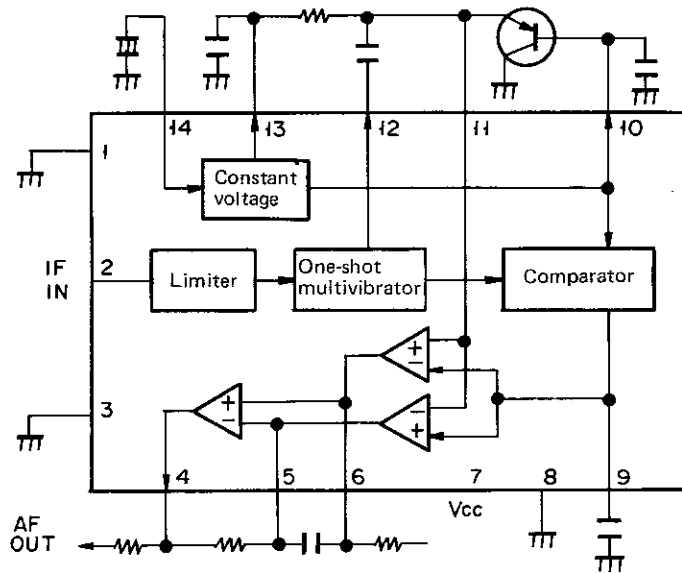 14
13
12
11
10
1
Constant
voltage
IF
IN
2
Limiter
One-shot
multivibrator
Comparator
+
−
+
−
−
+
3
4
5
6
7
8
9
Vcc
AF
OUT